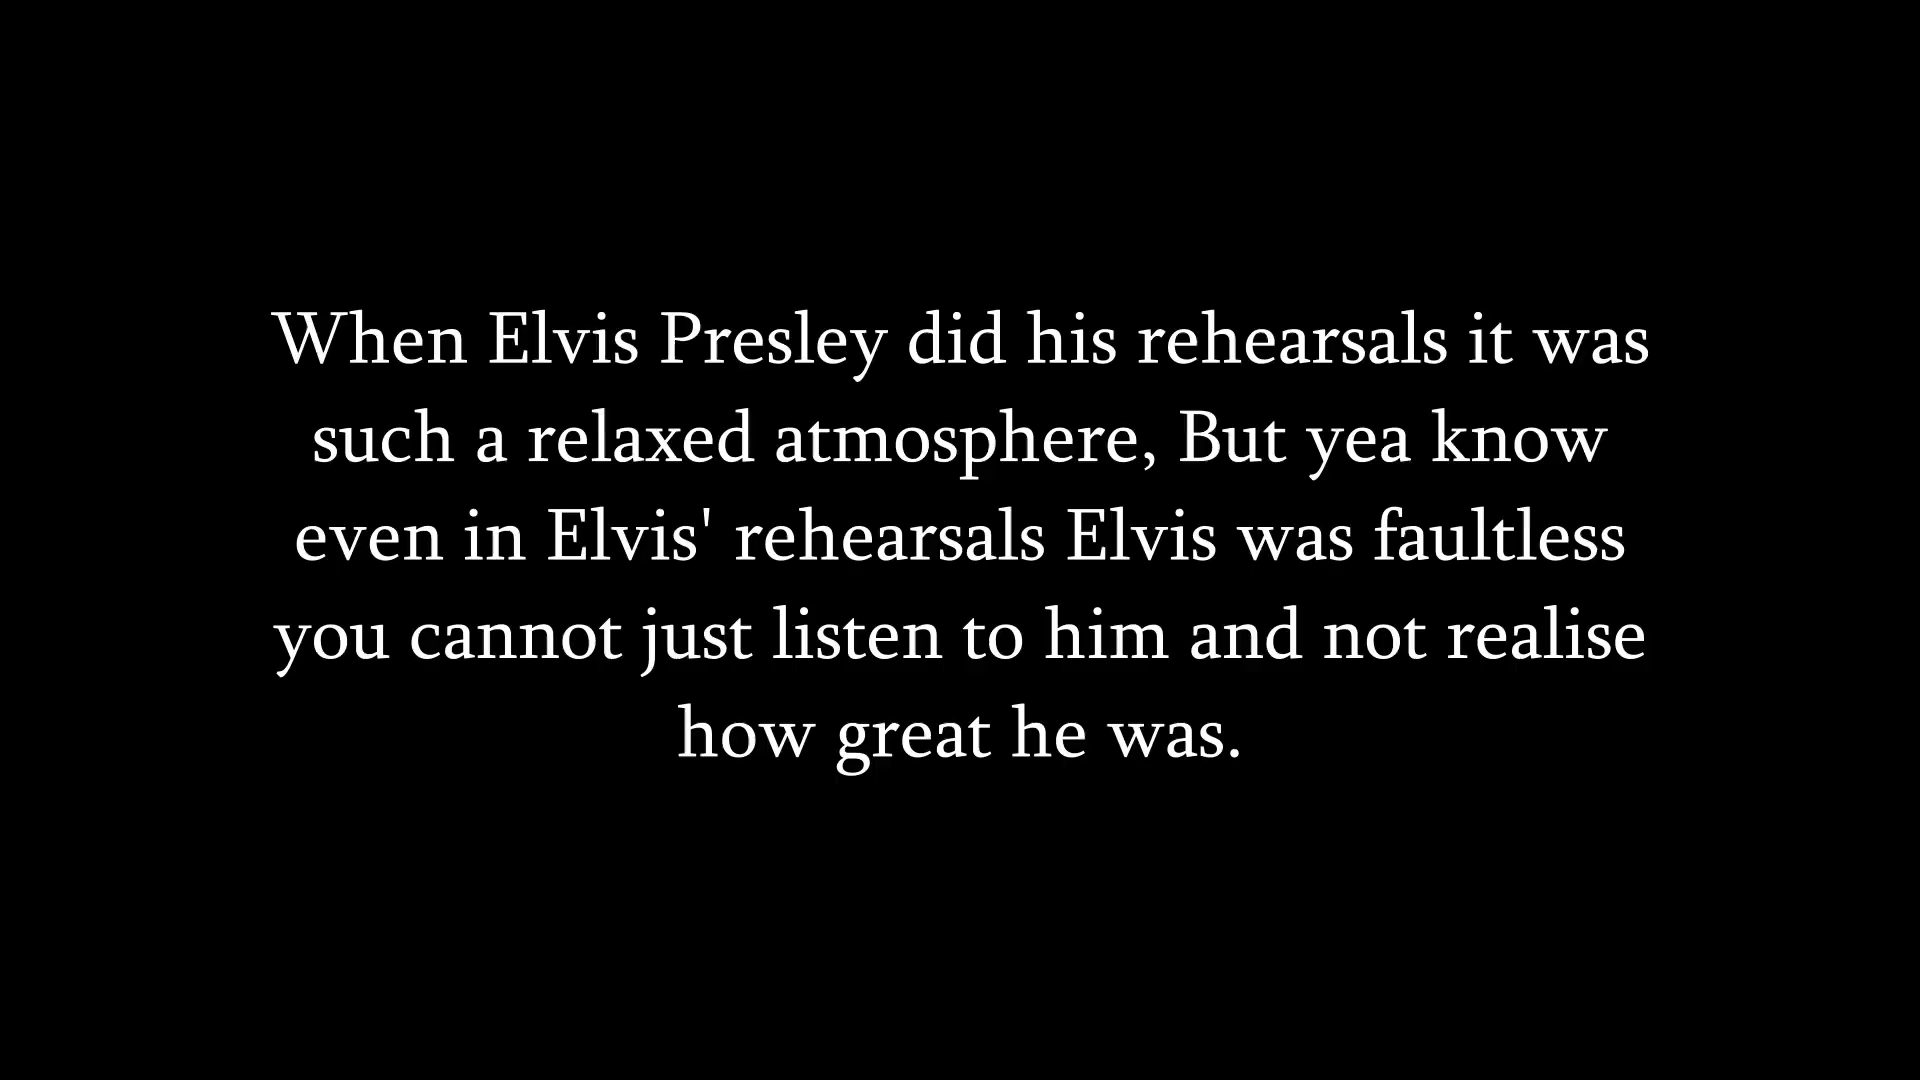 When Elvis Presley did his rehearsals it was
such a relaxed atmosphere, But yea know
even in Elvis' rehearsals Elvis was faultless
you cannot just listen to him and not realise
how great he was.